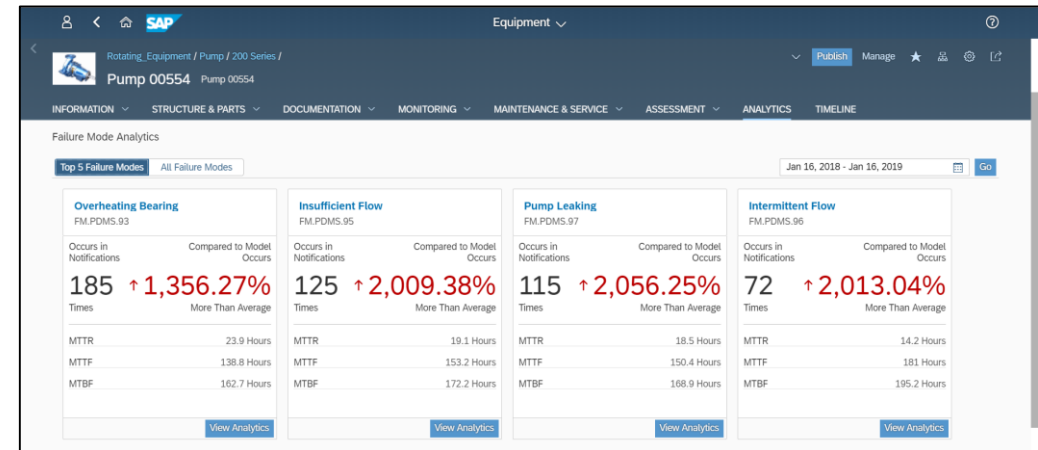 SAP
Equipment
Rotating_Equipment / Pump / 200 Series /
Pump 00554 Pump 00554
Publish Manage
INFORMATION STRUCTURE & PARTS DOCUMENTATION MONITORING MAINTENANCE & SERVICE ASSESSMENT ANALYTICS TIMELINE
Failure Mode Analytics
Top 5 Failure Modes All Failure Modes
Jan 16, 2018 - Jan 16, 2019 Go
Overheating Bearing
FM.PDMS.93
Occurs in Notifications
Compared to Model Occurs
185 ↑1,356.27%
Times More Than Average
MTTR 23.9 Hours
MTTF 138.8 Hours
MTBF 162.7 Hours
View Analytics
Insufficient Flow
FM.PDMS.95
Occurs in Notifications
Compared to Model Occurs
125 ↑2,009.38%
Times More Than Average
MTTR 19.1 Hours
MTTF 153.2 Hours
MTBF 172.2 Hours
View Analytics
Pump Leaking
FM.PDMS.97
Occurs in Notifications
Compared to Model Occurs
115 ↑2,056.25%
Times More Than Average
MTTR 18.5 Hours
MTTF 150.4 Hours
MTBF 168.9 Hours
View Analytics
Intermittent Flow
FM.PDMS.96
Occurs in Notifications
Compared to Model Occurs
72 ↑2,013.04%
Times More Than Average
MTTR 14.2 Hours
MTTF 181 Hours
MTBF 195.2 Hours
View Analytics